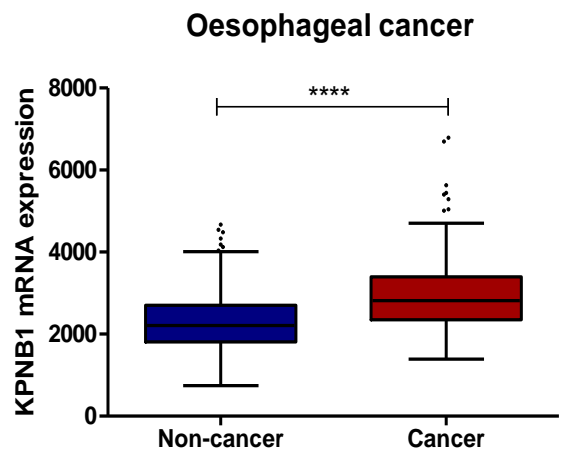 Oesophageal cancer
KPNB1 mRNA expression
8000
6000
4000
2000
0
****
Non-cancer
Cancer